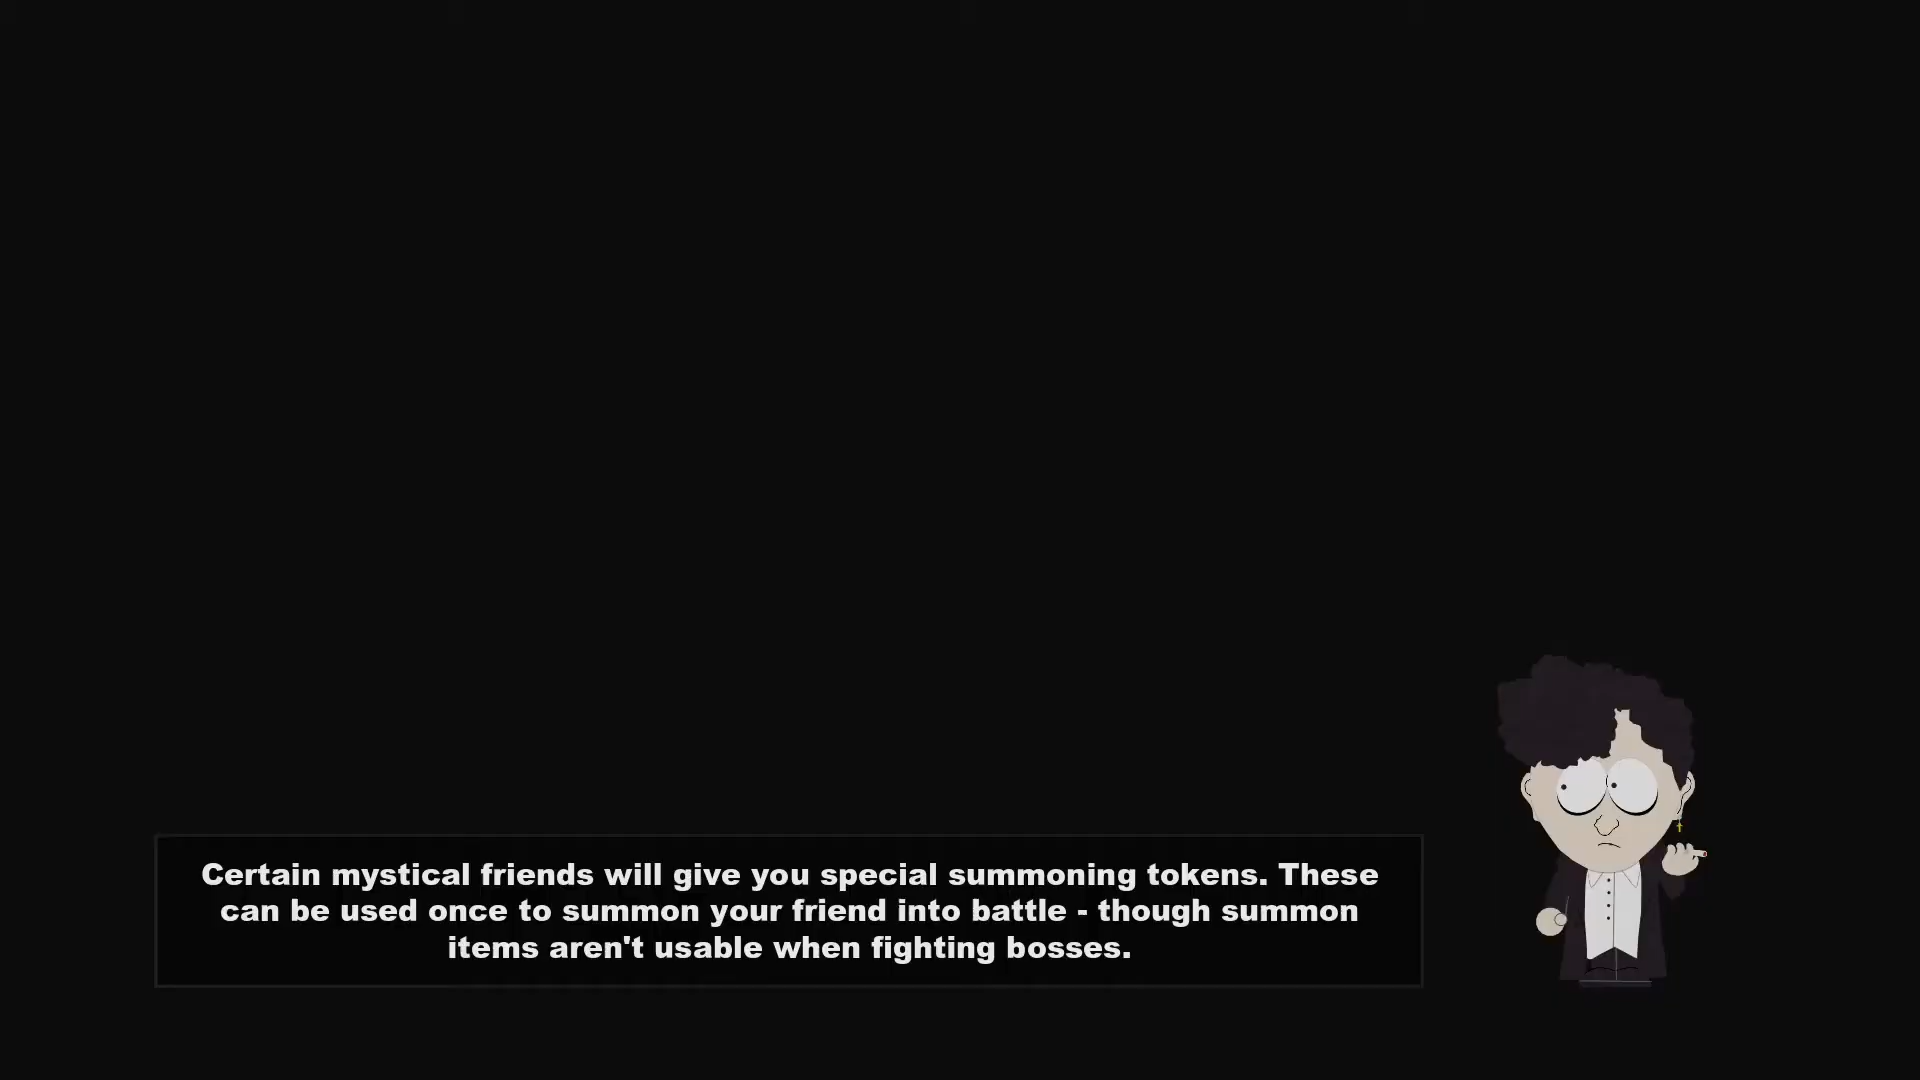 Certain mystical friends will give you special summoning tokens. These
can be used once to summon your friend into battle - though summon
items aren't usable when fighting bosses.